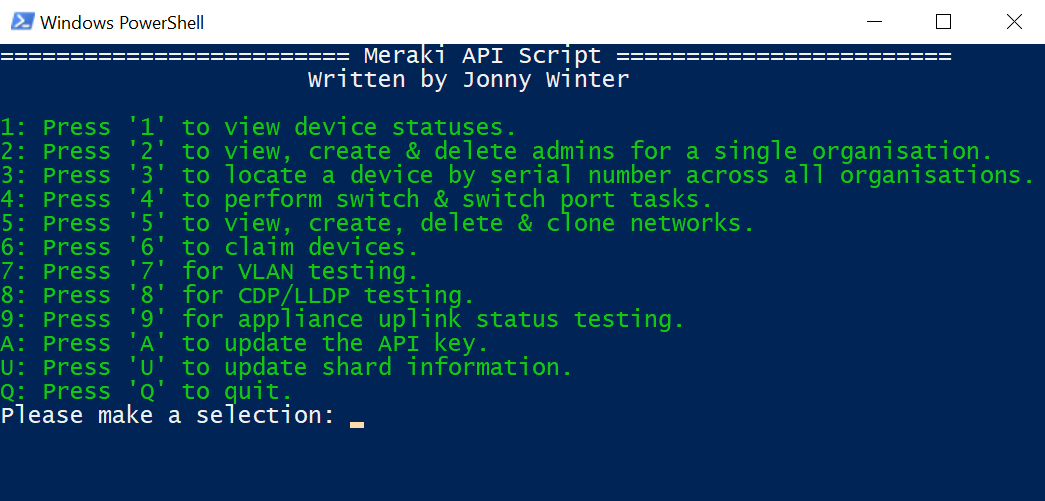 Windows PowerShell
========================= Meraki API Script ========================
Written by Jonny Winter
1: Press '1' to view device statuses.
2: Press '2' to view, create & delete admins for a single organisation.
3: Press '3' to locate a device by serial number across all organisations.
4: Press '4' to perform switch & switch port tasks.
5: Press '5' to view, create, delete & clone networks.
6: Press '6' to claim devices.
7: Press '7' for VLAN testing.
8: Press '8' for CDP/LLDP testing.
9: Press '9' for appliance uplink status testing.
A: Press 'A' to update the API key.
U: Press 'U' to update shard information.
Q: Press 'Q' to quit.
Please make a selection: _